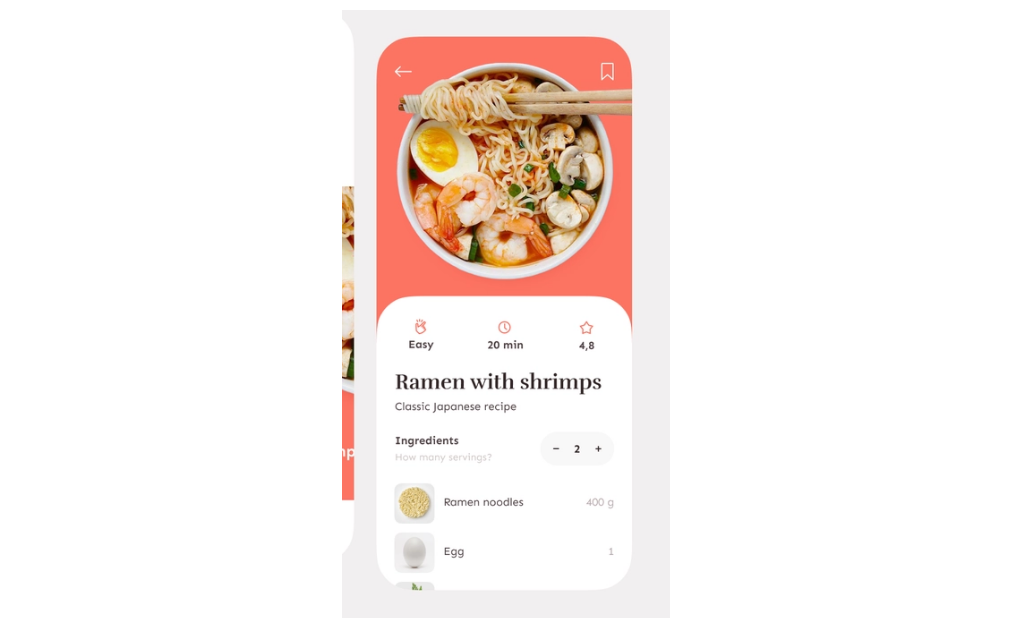 Easy
20 min
4,8
Ramen with shrimps
Classic Japanese recipe
Ingredients
How many servings?
− 2 +
Ramen noodles 400 g
Egg 1